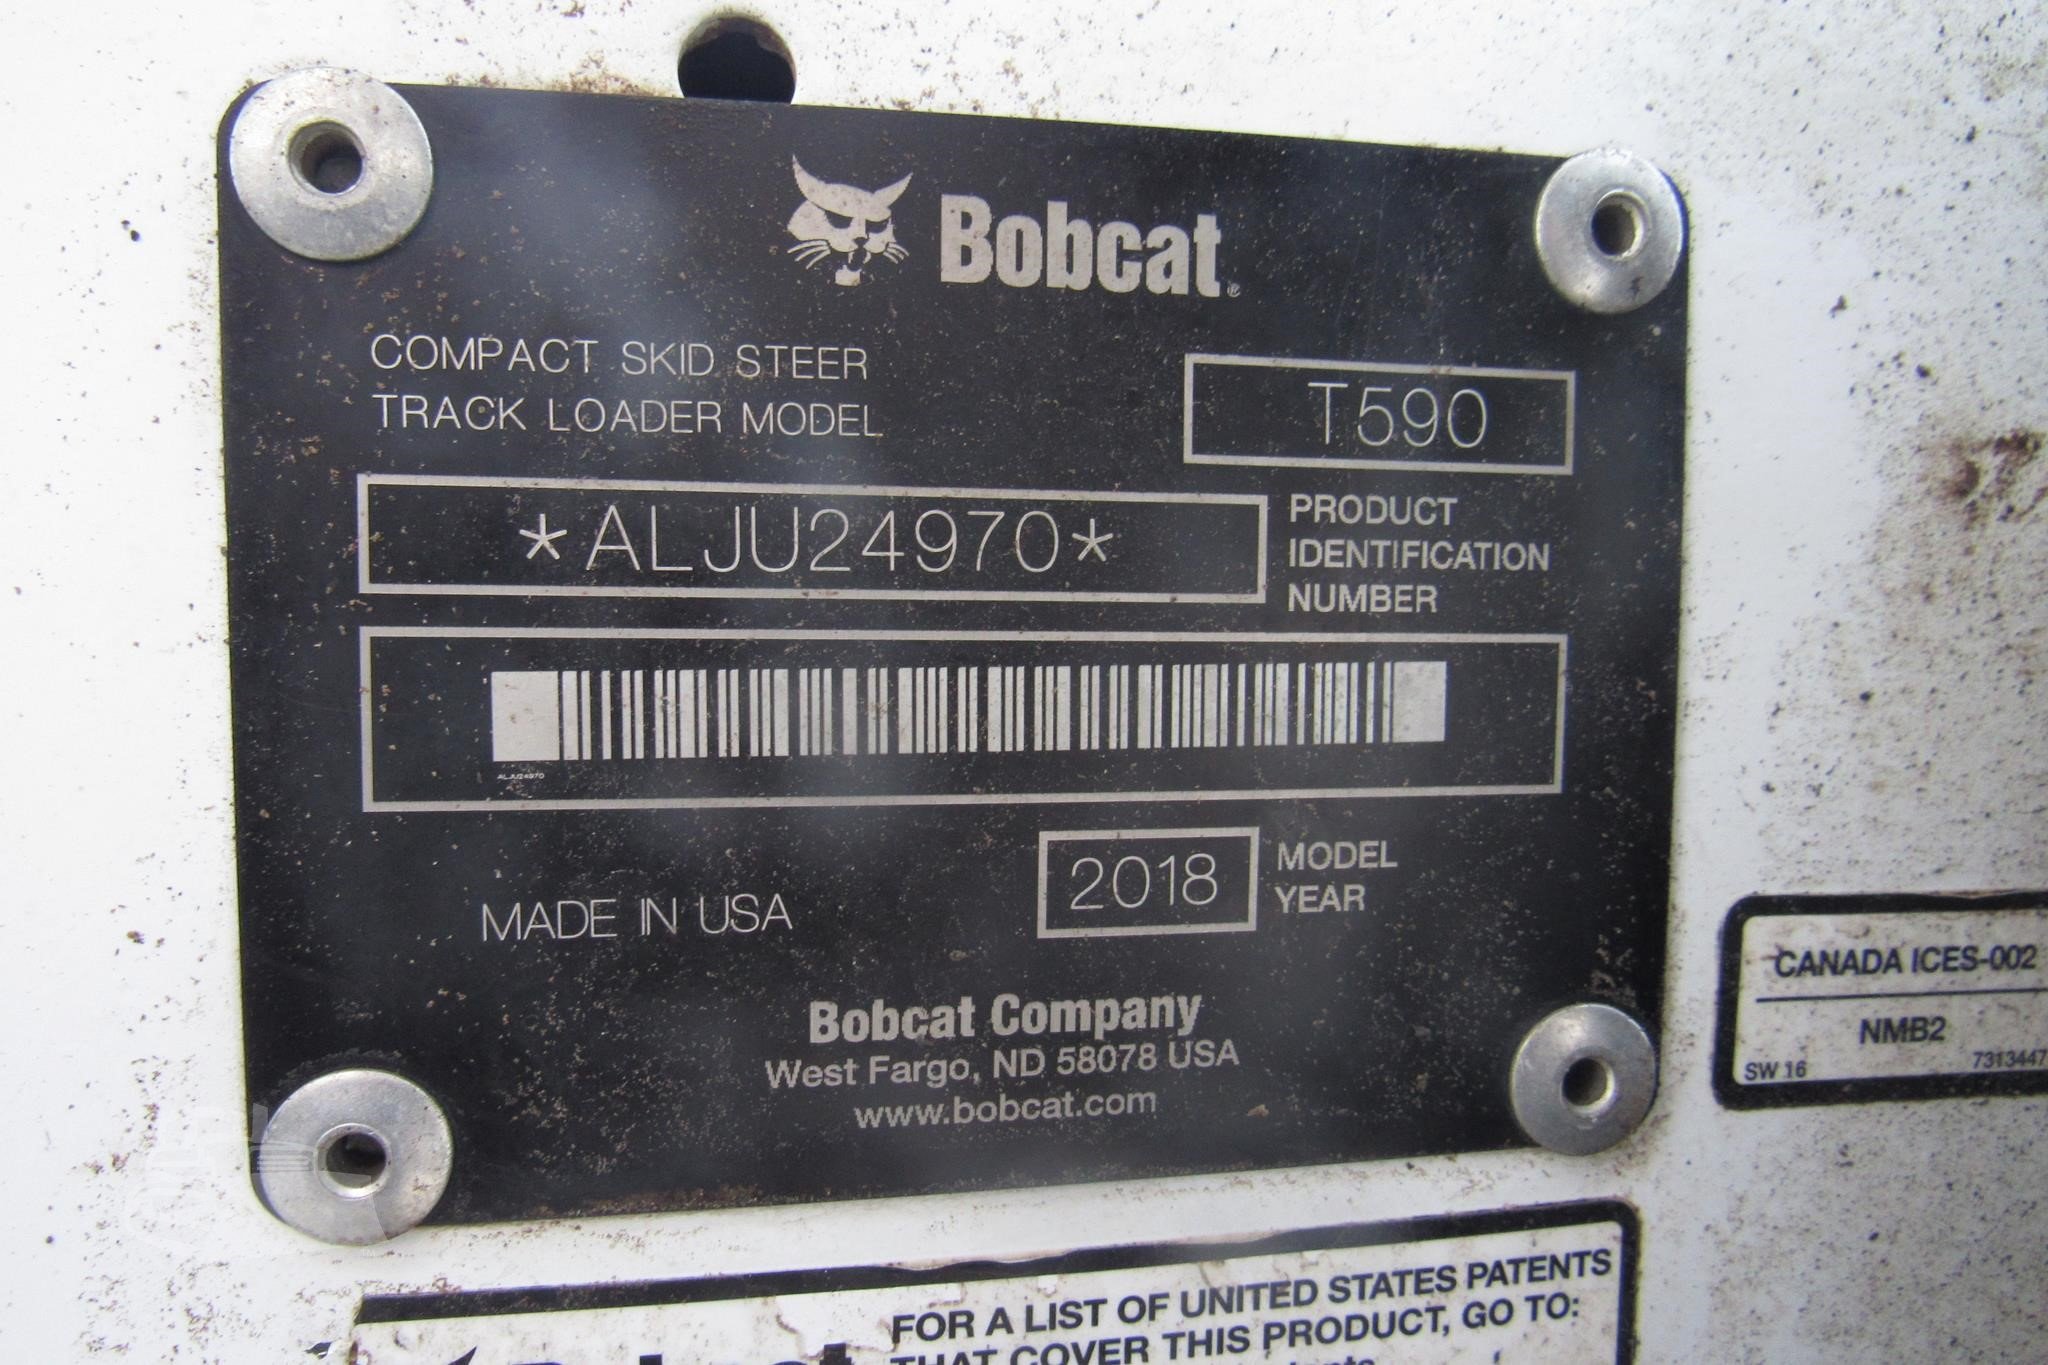 Bobcat®
COMPACT SKID STEER
TRACK LOADER MODEL
T590
*ALJU24970*
PRODUCT
IDENTIFICATION
NUMBER
ALJU24970
MADE IN USA
2018
MODEL
YEAR
Bobcat Company
West Fargo, ND 58078 USA
www.bobcat.com
CANADA ICES-002
NMB2
SW 16
7313447
FOR A LIST OF UNITED STATES PATENTS
THAT COVER THIS PRODUCT, GO TO: